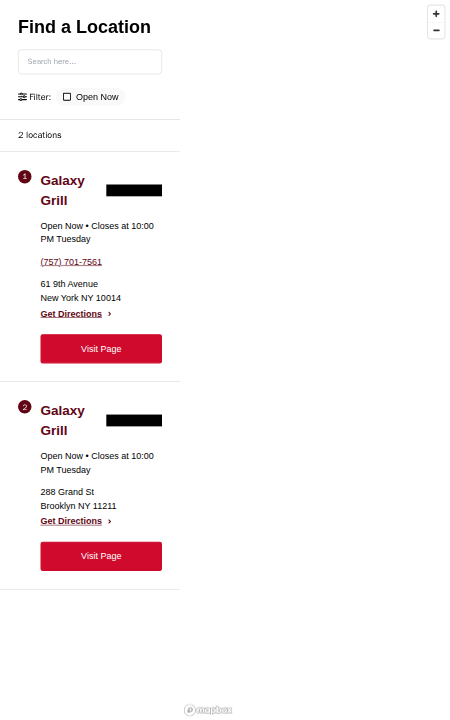 Find a Location
Search here...
Filter:
Open Now
2 locations
1
Galaxy
Grill
Open Now • Closes at 10:00
PM Tuesday
(757) 701-7561
61 9th Avenue
New York NY 10014
Get Directions ›
Visit Page
2
Galaxy
Grill
Open Now • Closes at 10:00
PM Tuesday
288 Grand St
Brooklyn NY 11211
Get Directions ›
Visit Page
+
−
mapbox